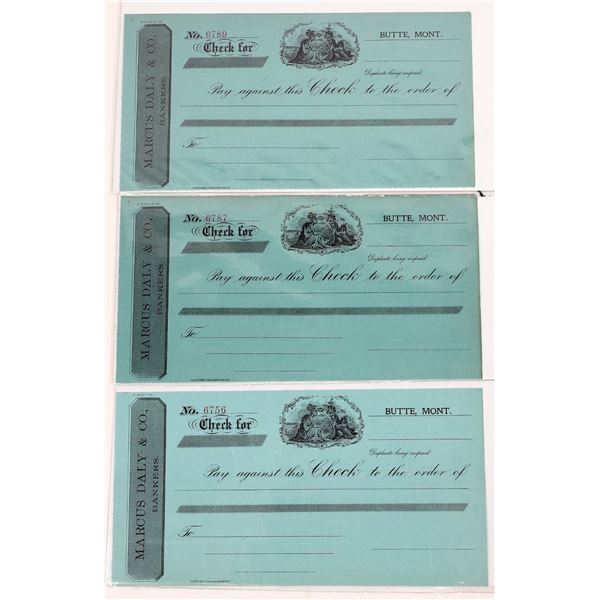 MARCUS DALY & CO,
BANKERS.
No. 6789
Check for
BUTTE, MONT.
Duplicate being unpaid
Pay against this Check to the order of
To
MARCUS DALY & CO,
BANKERS.
No. 6787
Check for
BUTTE, MONT.
Duplicate being unpaid
Pay against this Check to the order of
To
MARCUS DALY & CO,
BANKERS.
No. 6756
Check for
BUTTE, MONT.
Duplicate being unpaid
Pay against this Check to the order of
To